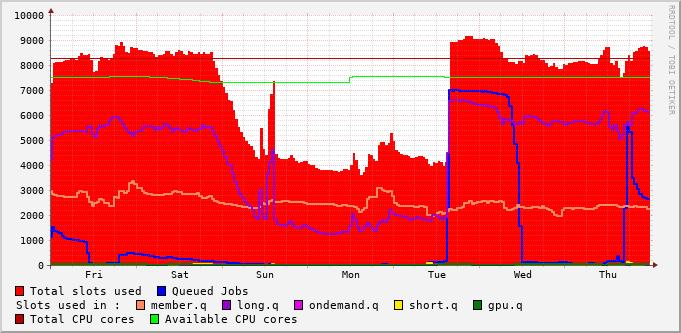 RRDTOOL / TOBI OETIKER
10000
9000
8000
7000
6000
5000
4000
3000
2000
1000
0
Fri Sat Sun Mon Tue Wed Thu
Total slots used Queued Jobs
Slots used in : member.q long.q ondemand.q short.q gpu.q
Total CPU cores Available CPU cores